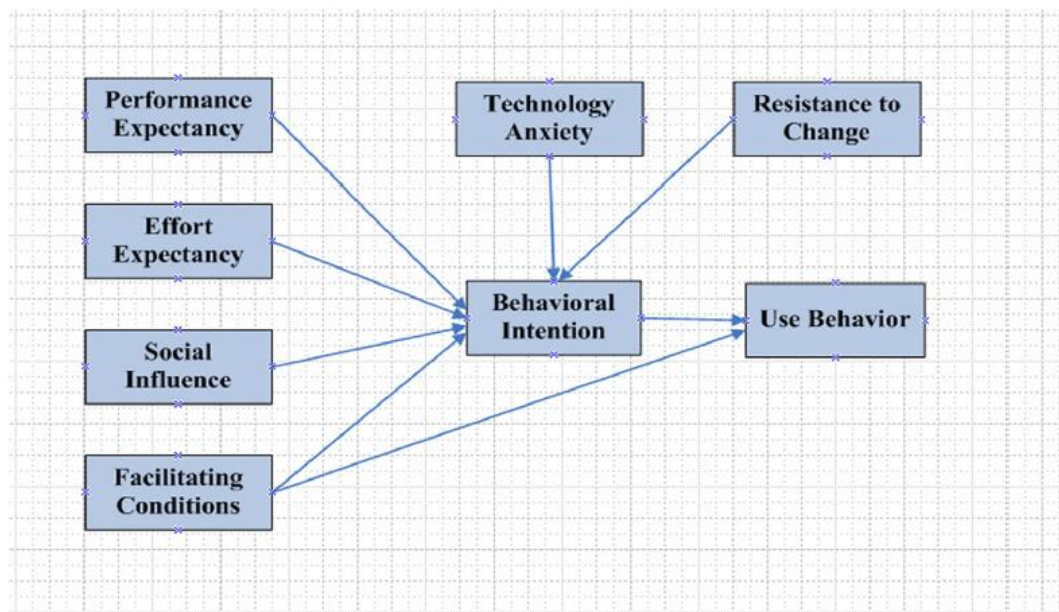 Performance
Expectancy
Technology
Anxiety
Resistance to
Change
Effort
Expectancy
Behavioral
Intention
Use Behavior
Social
Influence
Facilitating
Conditions